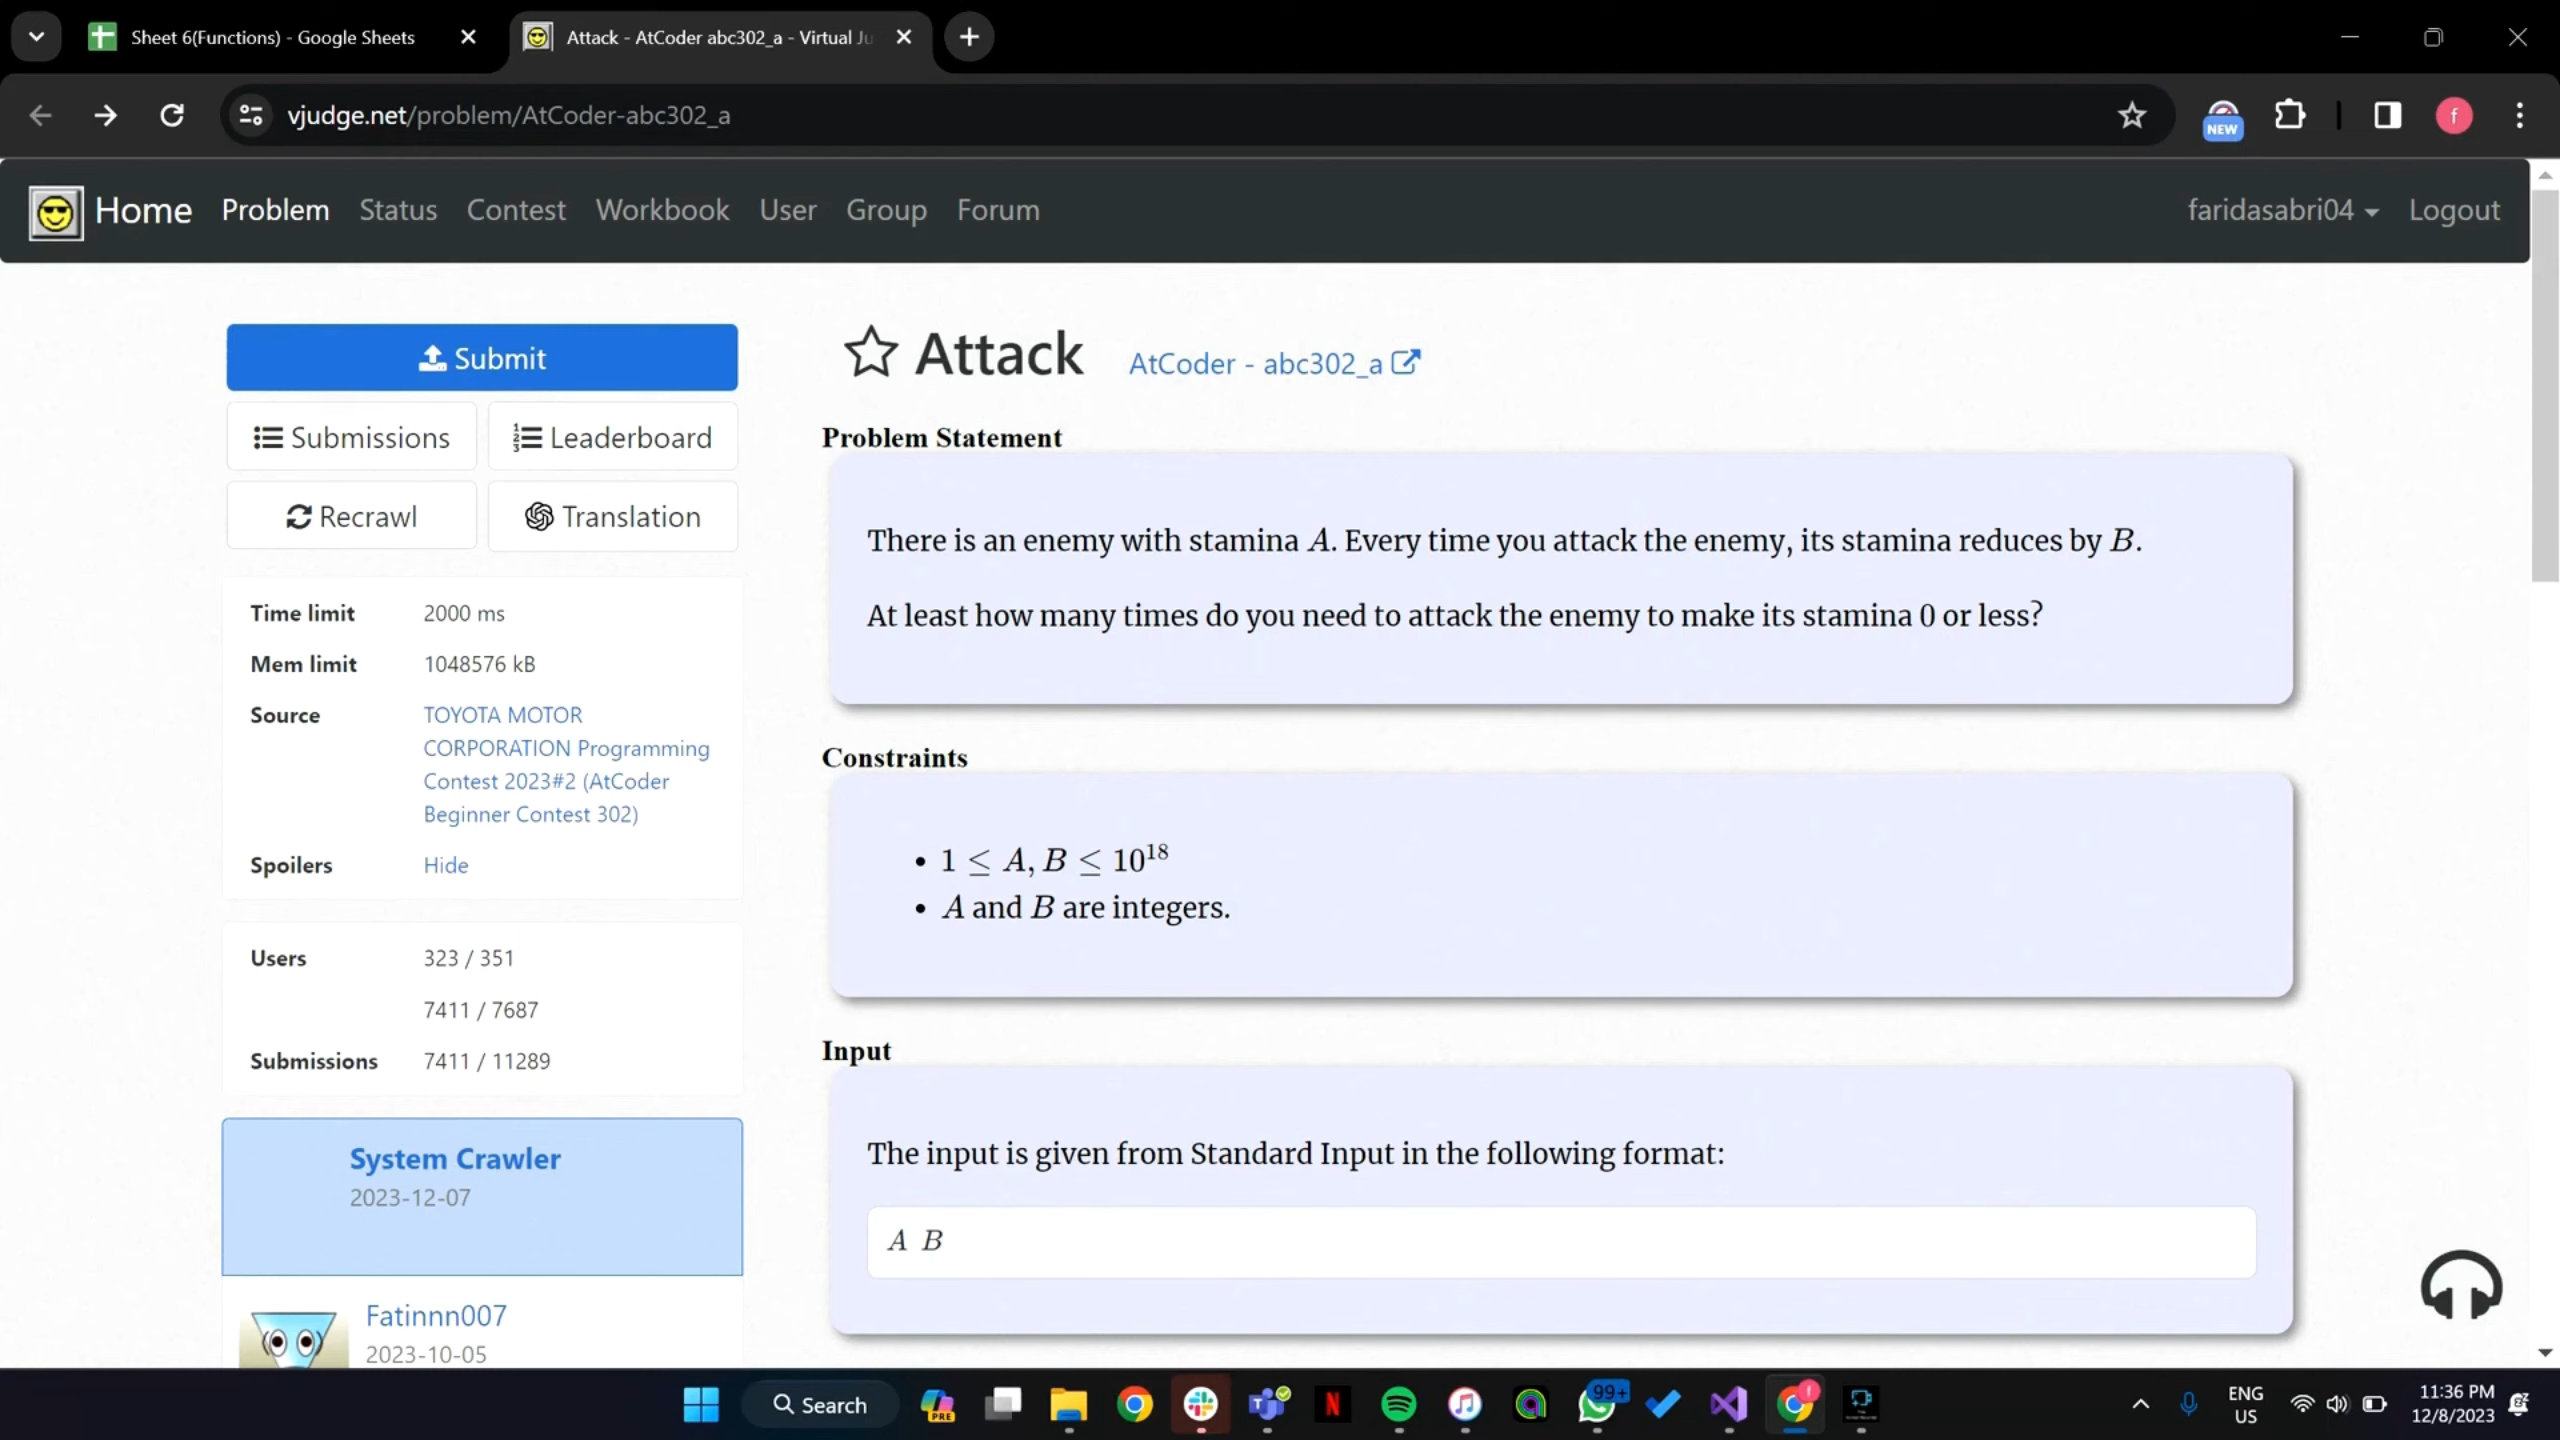 Sheet 6(Functions) - Google Sheets
Attack - AtCoder abc302_a - Virtual Ju
vjudge.net/problem/AtCoder-abc302_a
NEW
f
Home Problem Status Contest Workbook User Group Forum faridasabri04 Logout
Submit
Submissions
Leaderboard
Recrawl
Translation
Time limit 2000 ms
Mem limit 1048576 kB
Source TOYOTA MOTOR
CORPORATION Programming
Contest 2023#2 (AtCoder
Beginner Contest 302)
Spoilers Hide
Users 323 / 351
7411 / 7687
Submissions 7411 / 11289
System Crawler
2023-12-07
Fatinnn007
2023-10-05
Attack AtCoder - abc302_a
Problem Statement
There is an enemy with stamina A. Every time you attack the enemy, its stamina reduces by B.
At least how many times do you need to attack the enemy to make its stamina 0 or less?
Constraints
• 1 ≤ A, B ≤ 10¹⁸
• A and B are integers.
Input
The input is given from Standard Input in the following format:
A B
Search
PRE
99+
ENG
US
11:36 PM
12/8/2023